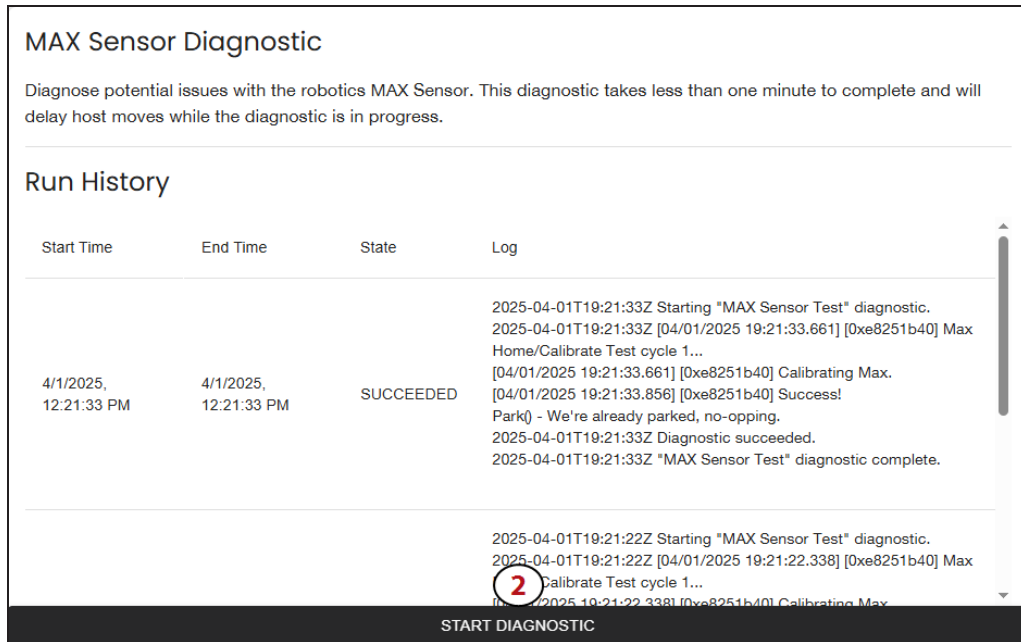 MAX Sensor Diagnostic
Diagnose potential issues with the robotics MAX Sensor. This diagnostic takes less than one minute to complete and will
delay host moves while the diagnostic is in progress.
Run History
Start Time End Time State Log
4/1/2025,
12:21:33 PM
4/1/2025,
12:21:33 PM
SUCCEEDED
2025-04-01T19:21:33Z Starting "MAX Sensor Test" diagnostic.
2025-04-01T19:21:33Z [04/01/2025 19:21:33.661] [0xe8251b40] Max
Home/Calibrate Test cycle 1...
[04/01/2025 19:21:33.661] [0xe8251b40] Calibrating Max.
[04/01/2025 19:21:33.856] [0xe8251b40] Success!
Park() - We're already parked, no-opping.
2025-04-01T19:21:33Z Diagnostic succeeded.
2025-04-01T19:21:33Z "MAX Sensor Test" diagnostic complete.
2025-04-01T19:21:22Z Starting "MAX Sensor Test" diagnostic.
2025-04-01T19:21:22Z [04/01/2025 19:21:22.338] [0xe8251b40] Max
Calibrate Test cycle 1...
2025 19:21:22.338] [0xe8251b40] Calibrating Max.
2
START DIAGNOSTIC